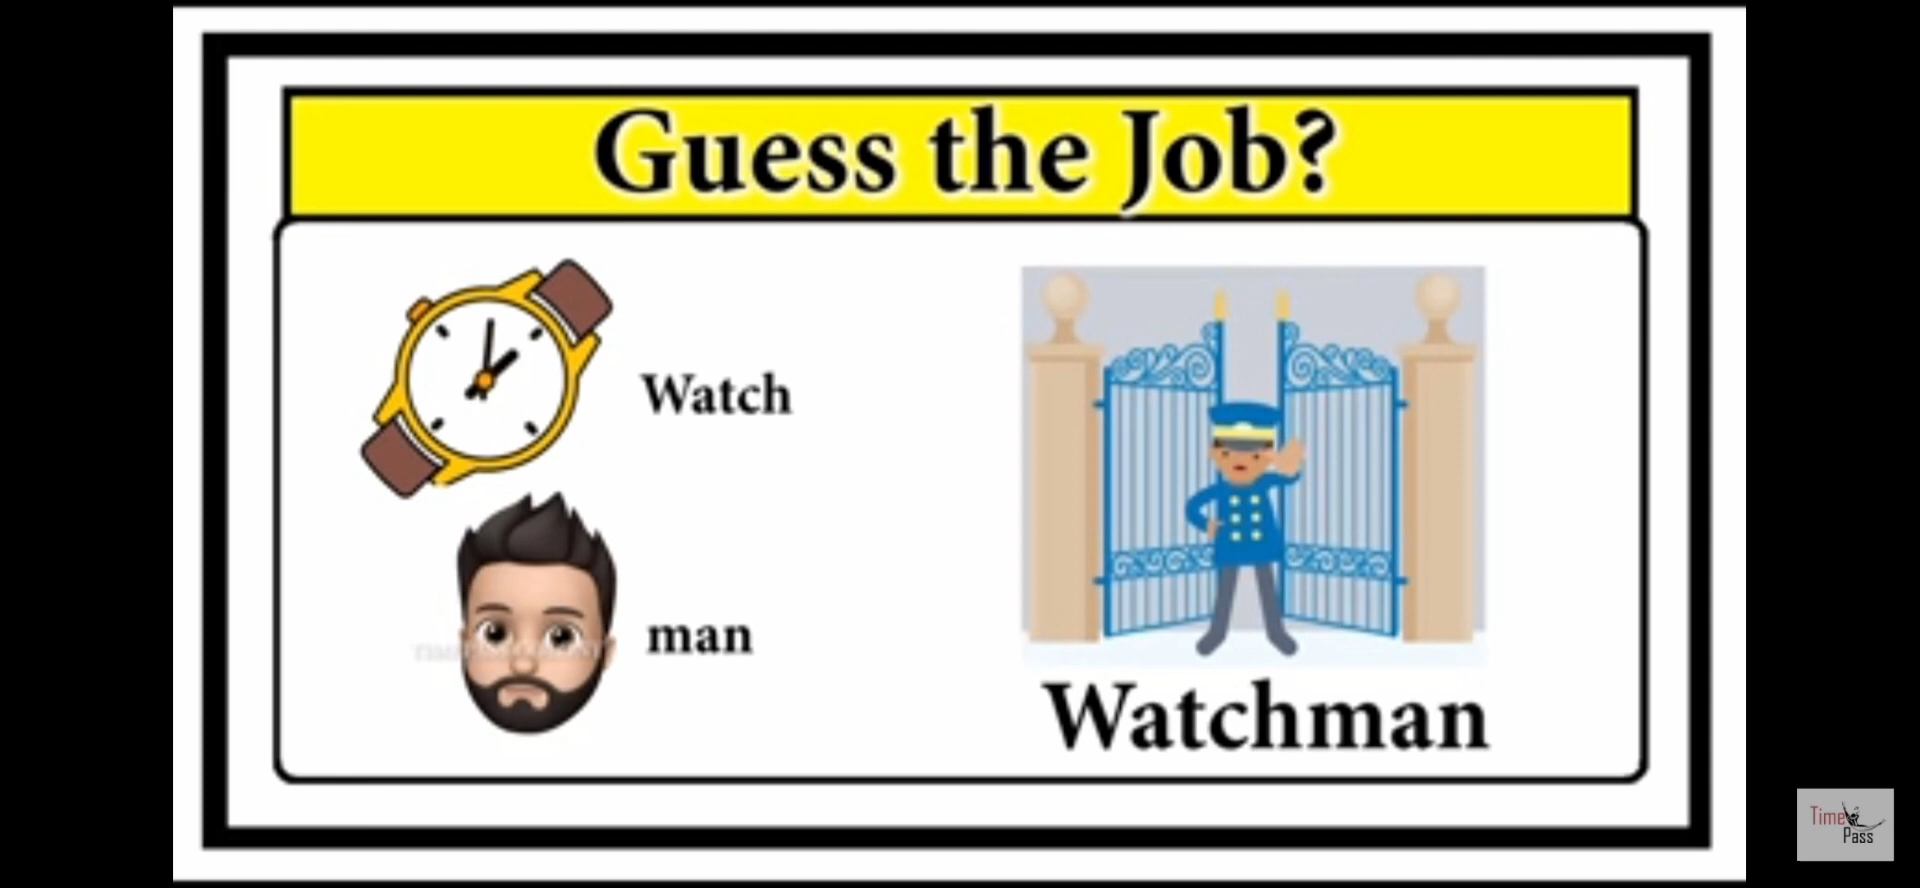 Guess the Job?
Watch
man
Watchman
Time
Pass